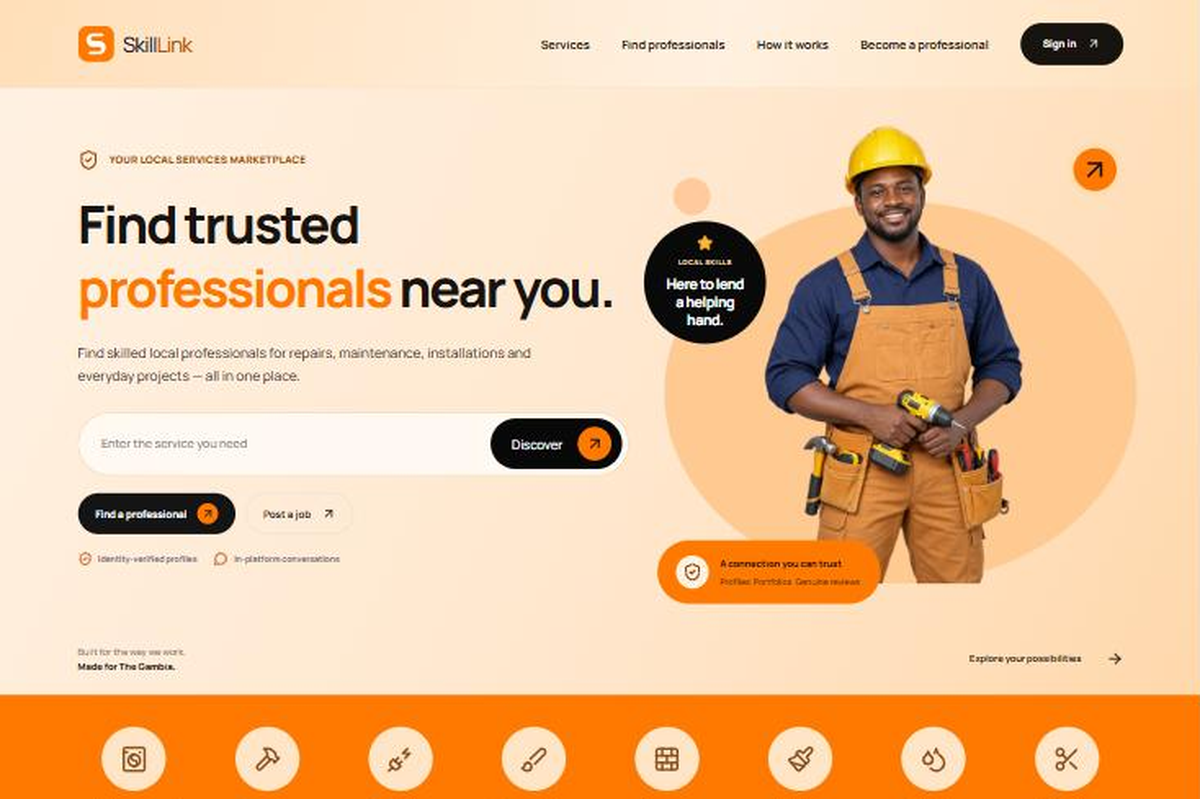 SkillLink
Services
Find professionals
How it works
Become a professional
Sign in
YOUR LOCAL SERVICES MARKETPLACE
Find trusted
professionals near you.
Find skilled local professionals for repairs, maintenance, installations and
everyday projects — all in one place.
Enter the service you need
Discover
Find a professional
Post a job
Identity-verified profiles
In-platform conversations
LOCAL SKILLS
Here to lend
a helping
hand.
A connection you can trust
Profiles. Portfolios. Genuine reviews
Built for the way we work.
Made for The Gambia.
Explore your possibilities